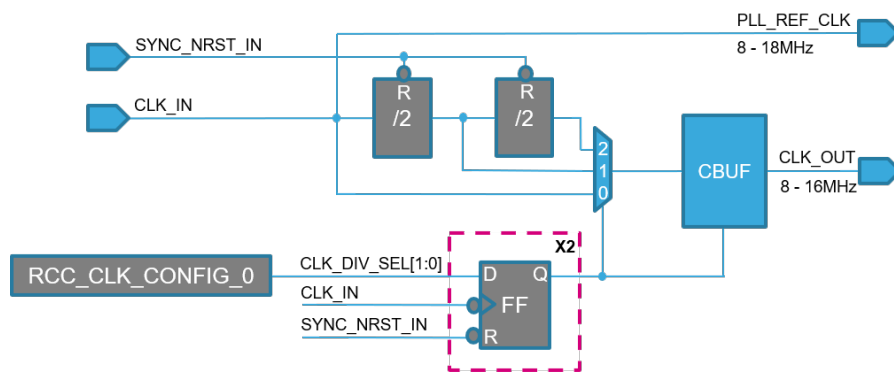 PLL_REF_CLK
SYNC_NRST_IN
8 - 18MHz
R
R
CLK_IN
/2
/2
2
1
0
CBUF
CLK_OUT
8 - 16MHz
X2
RCC_CLK_CONFIG_0
CLK_DIV_SEL[1:0]
D
Q
CLK_IN
FF
SYNC_NRST_IN
R